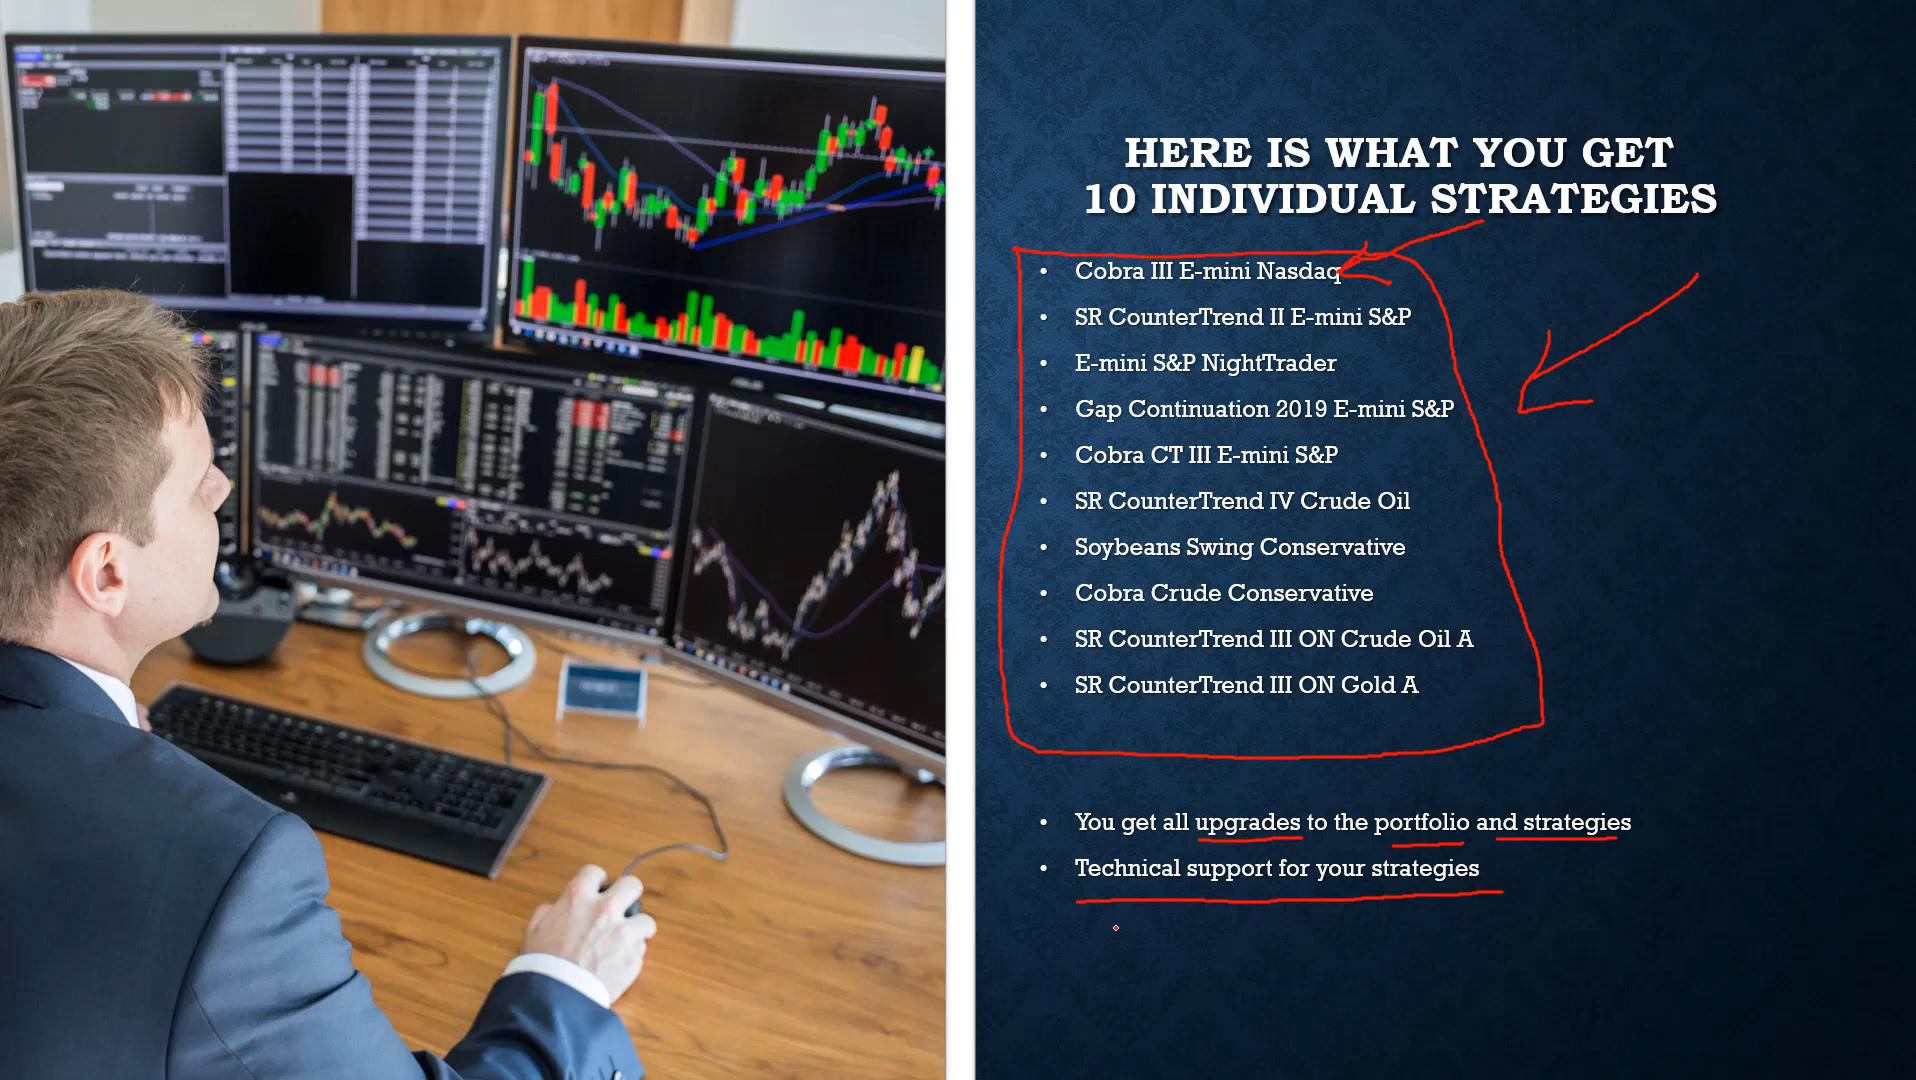 HERE IS WHAT YOU GET
10 INDIVIDUAL STRATEGIES
• Cobra III E-mini Nasdaq
• SR CounterTrend II E-mini S&P
• E-mini S&P NightTrader
• Gap Continuation 2019 E-mini S&P
• Cobra CT III E-mini S&P
• SR CounterTrend IV Crude Oil
• Soybeans Swing Conservative
• Cobra Crude Conservative
• SR CounterTrend III ON Crude Oil A
• SR CounterTrend III ON Gold A
• You get all upgrades to the portfolio and strategies
• Technical support for your strategies